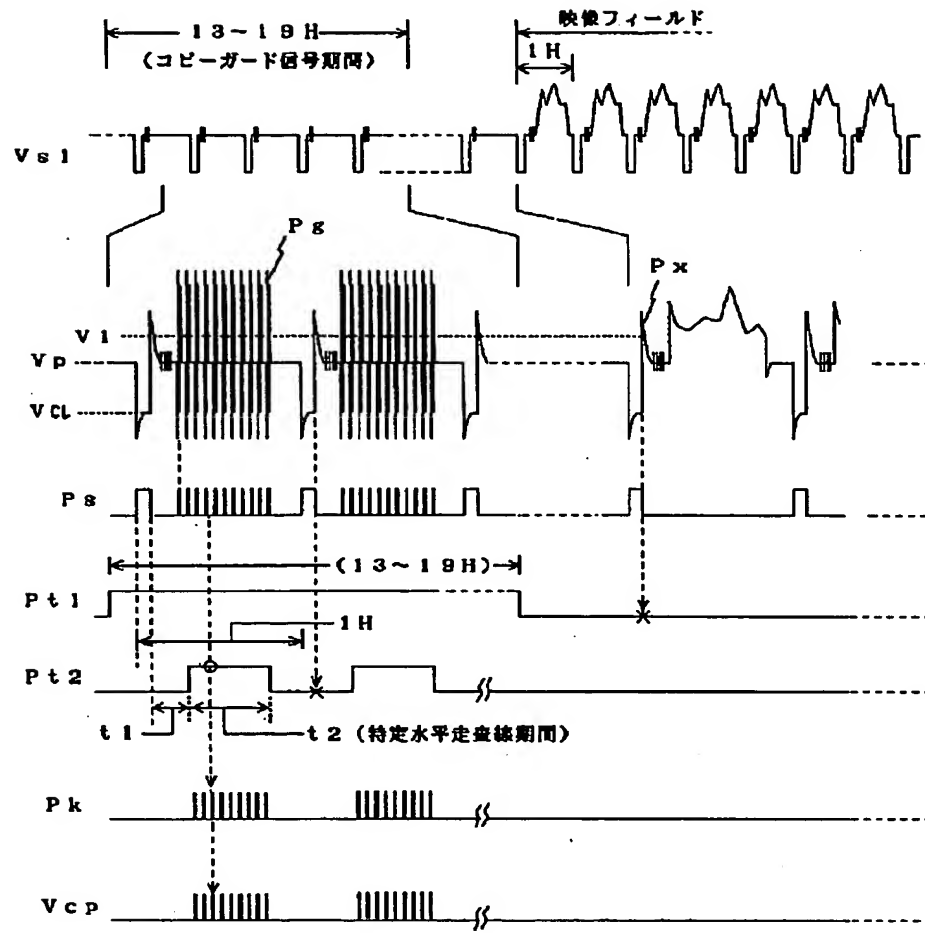 13~19H
(コピーガード信号期間)
映像フィールド
1H
Vs1
Pg
Px
V1
Vp
VCL
Ps
(13~19H)
Pt1
1H
Pt2
t1
t2(特定水平走査線期間)
Pk
Vcp